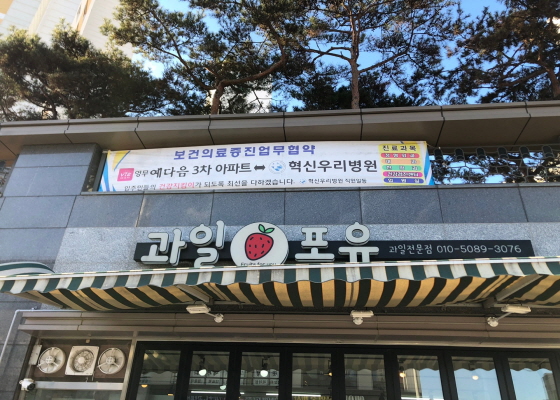 보건의료증진업무협약
영무 예다음 3차 아파트 ⇔ 혁신우리병원
입주민들의 건강지킴이가 되도록 최선을 다하겠습니다. 혁신우리병원 직원일동
진료과목
과일 포유
과일전문점 010-5089-3076